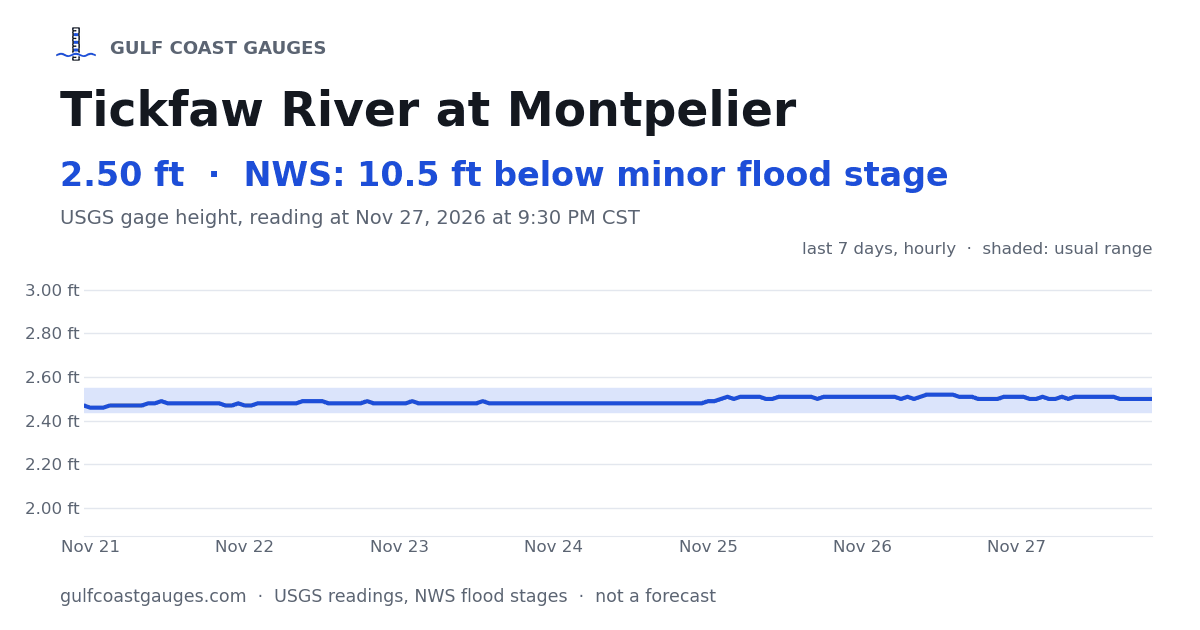 GULF COAST GAUGES
Tickfaw River at Montpelier
2.50 ft · NWS: 10.5 ft below minor flood stage
USGS gage height, reading at Nov 27, 2026 at 9:30 PM CST
last 7 days, hourly · shaded: usual range
3.00 ft
2.80 ft
2.60 ft
2.40 ft
2.20 ft
2.00 ft
Nov 21 Nov 22 Nov 23 Nov 24 Nov 25 Nov 26 Nov 27
gulfcoastgauges.com · USGS readings, NWS flood stages · not a forecast